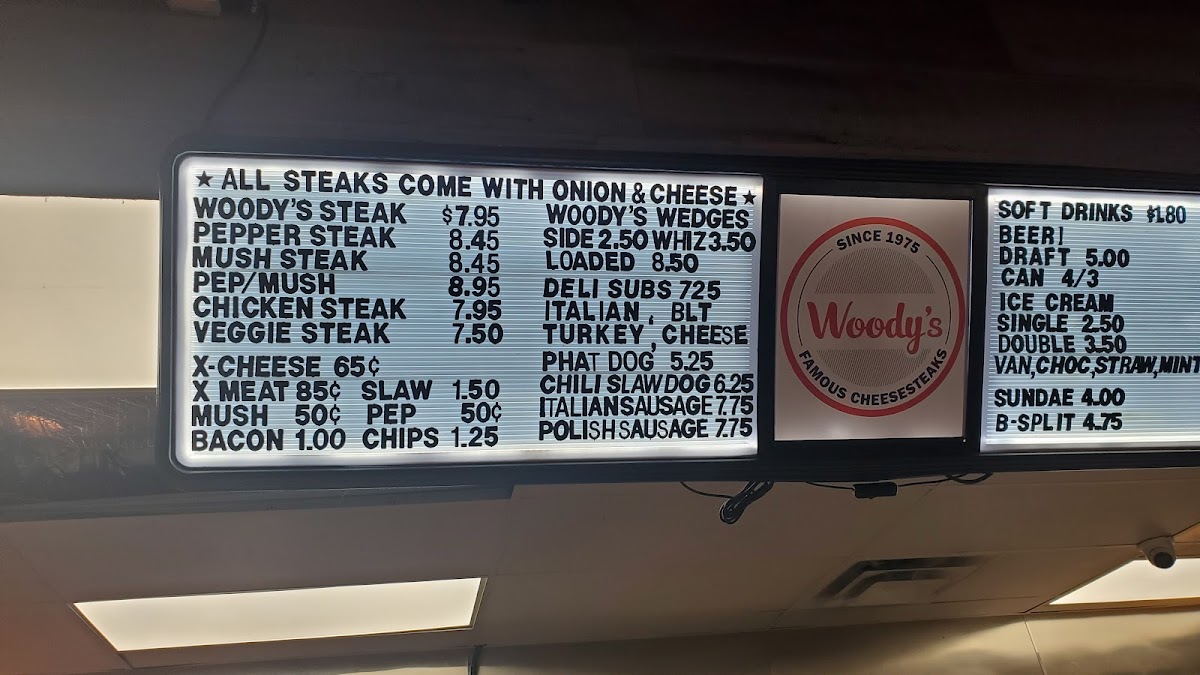 ★ ALL STEAKS COME WITH ONION & CHEESE ★
WOODY'S STEAK $7.95
PEPPER STEAK 8.45
MUSH STEAK 8.45
PEP/MUSH 8.95
CHICKEN STEAK 7.95
VEGGIE STEAK 7.50
X-CHEESE 65¢
X MEAT 85¢ SLAW 1.50
MUSH 50¢ PEP 50¢
BACON 1.00 CHIPS 1.25
WOODY'S WEDGES
SIDE 2.50 WHIZ 3.50
LOADED 8.50
DELI SUBS 725
ITALIAN, BLT
TURKEY, CHEESE
PHAT DOG 5.25
CHILI SLAW DOG 6.25
ITALIAN SAUSAGE 7.75
POLISH SAUSAGE 7.75
SINCE 1975
Woody's
FAMOUS CHEESESTEAKS
SOFT DRINKS $1.80
BEER!
DRAFT 5.00
CAN 4/3
ICE CREAM
SINGLE 2.50
DOUBLE 3.50
VAN, CHOC, STRAW, MINT
SUNDAE 4.00
B-SPLIT 4.75